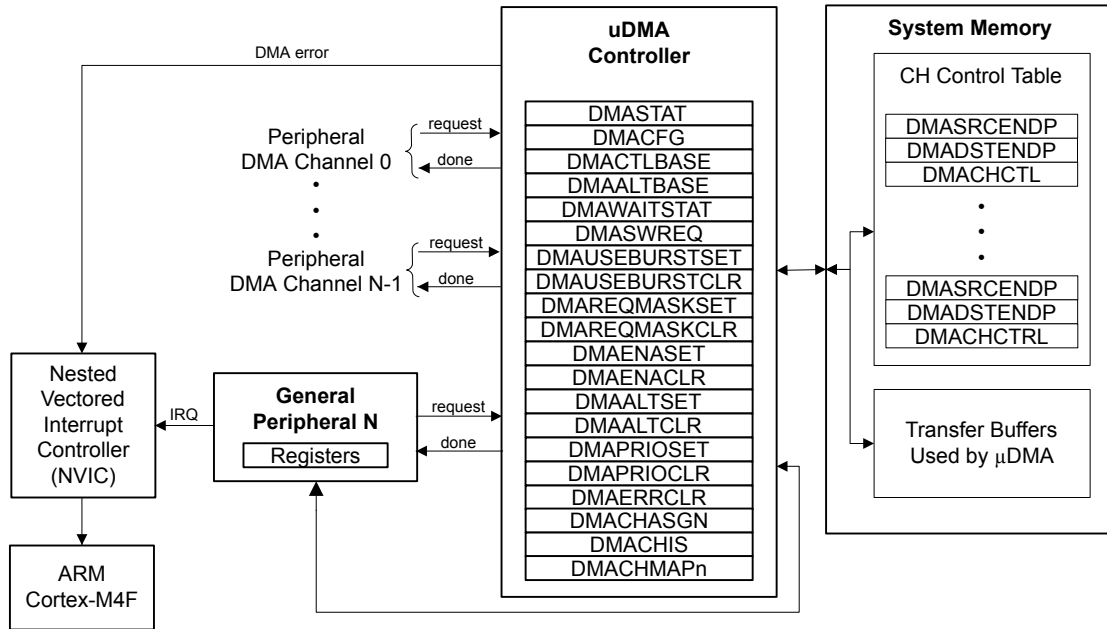 uDMA
Controller
DMASTAT
DMACFG
DMACTLBASE
DMAALTBASE
DMAWAITSTAT
DMASWREQ
DMAUSEBURSTSET
DMAUSEBURSTCLR
DMAREQMASKSET
DMAREQMASKCLR
DMAENASET
DMAENACLR
DMAALTSET
DMAALTCLR
DMAPRIOSET
DMAPRIOCLR
DMAERRCLR
DMACHASGN
DMACHIS
DMACHMAPn
DMA error
Peripheral
DMA Channel 0
request
done
•
•
•
Peripheral
DMA Channel N-1
request
done
Nested
Vectored
Interrupt
Controller
(NVIC)
IRQ
General
Peripheral N
Registers
request
done
ARM
Cortex-M4F
System Memory
CH Control Table
DMASRCENDP
DMADSTENDP
DMACHCTL
•
•
•
DMASRCENDP
DMADSTENDP
DMACHCTRL
Transfer Buffers
Used by μDMA